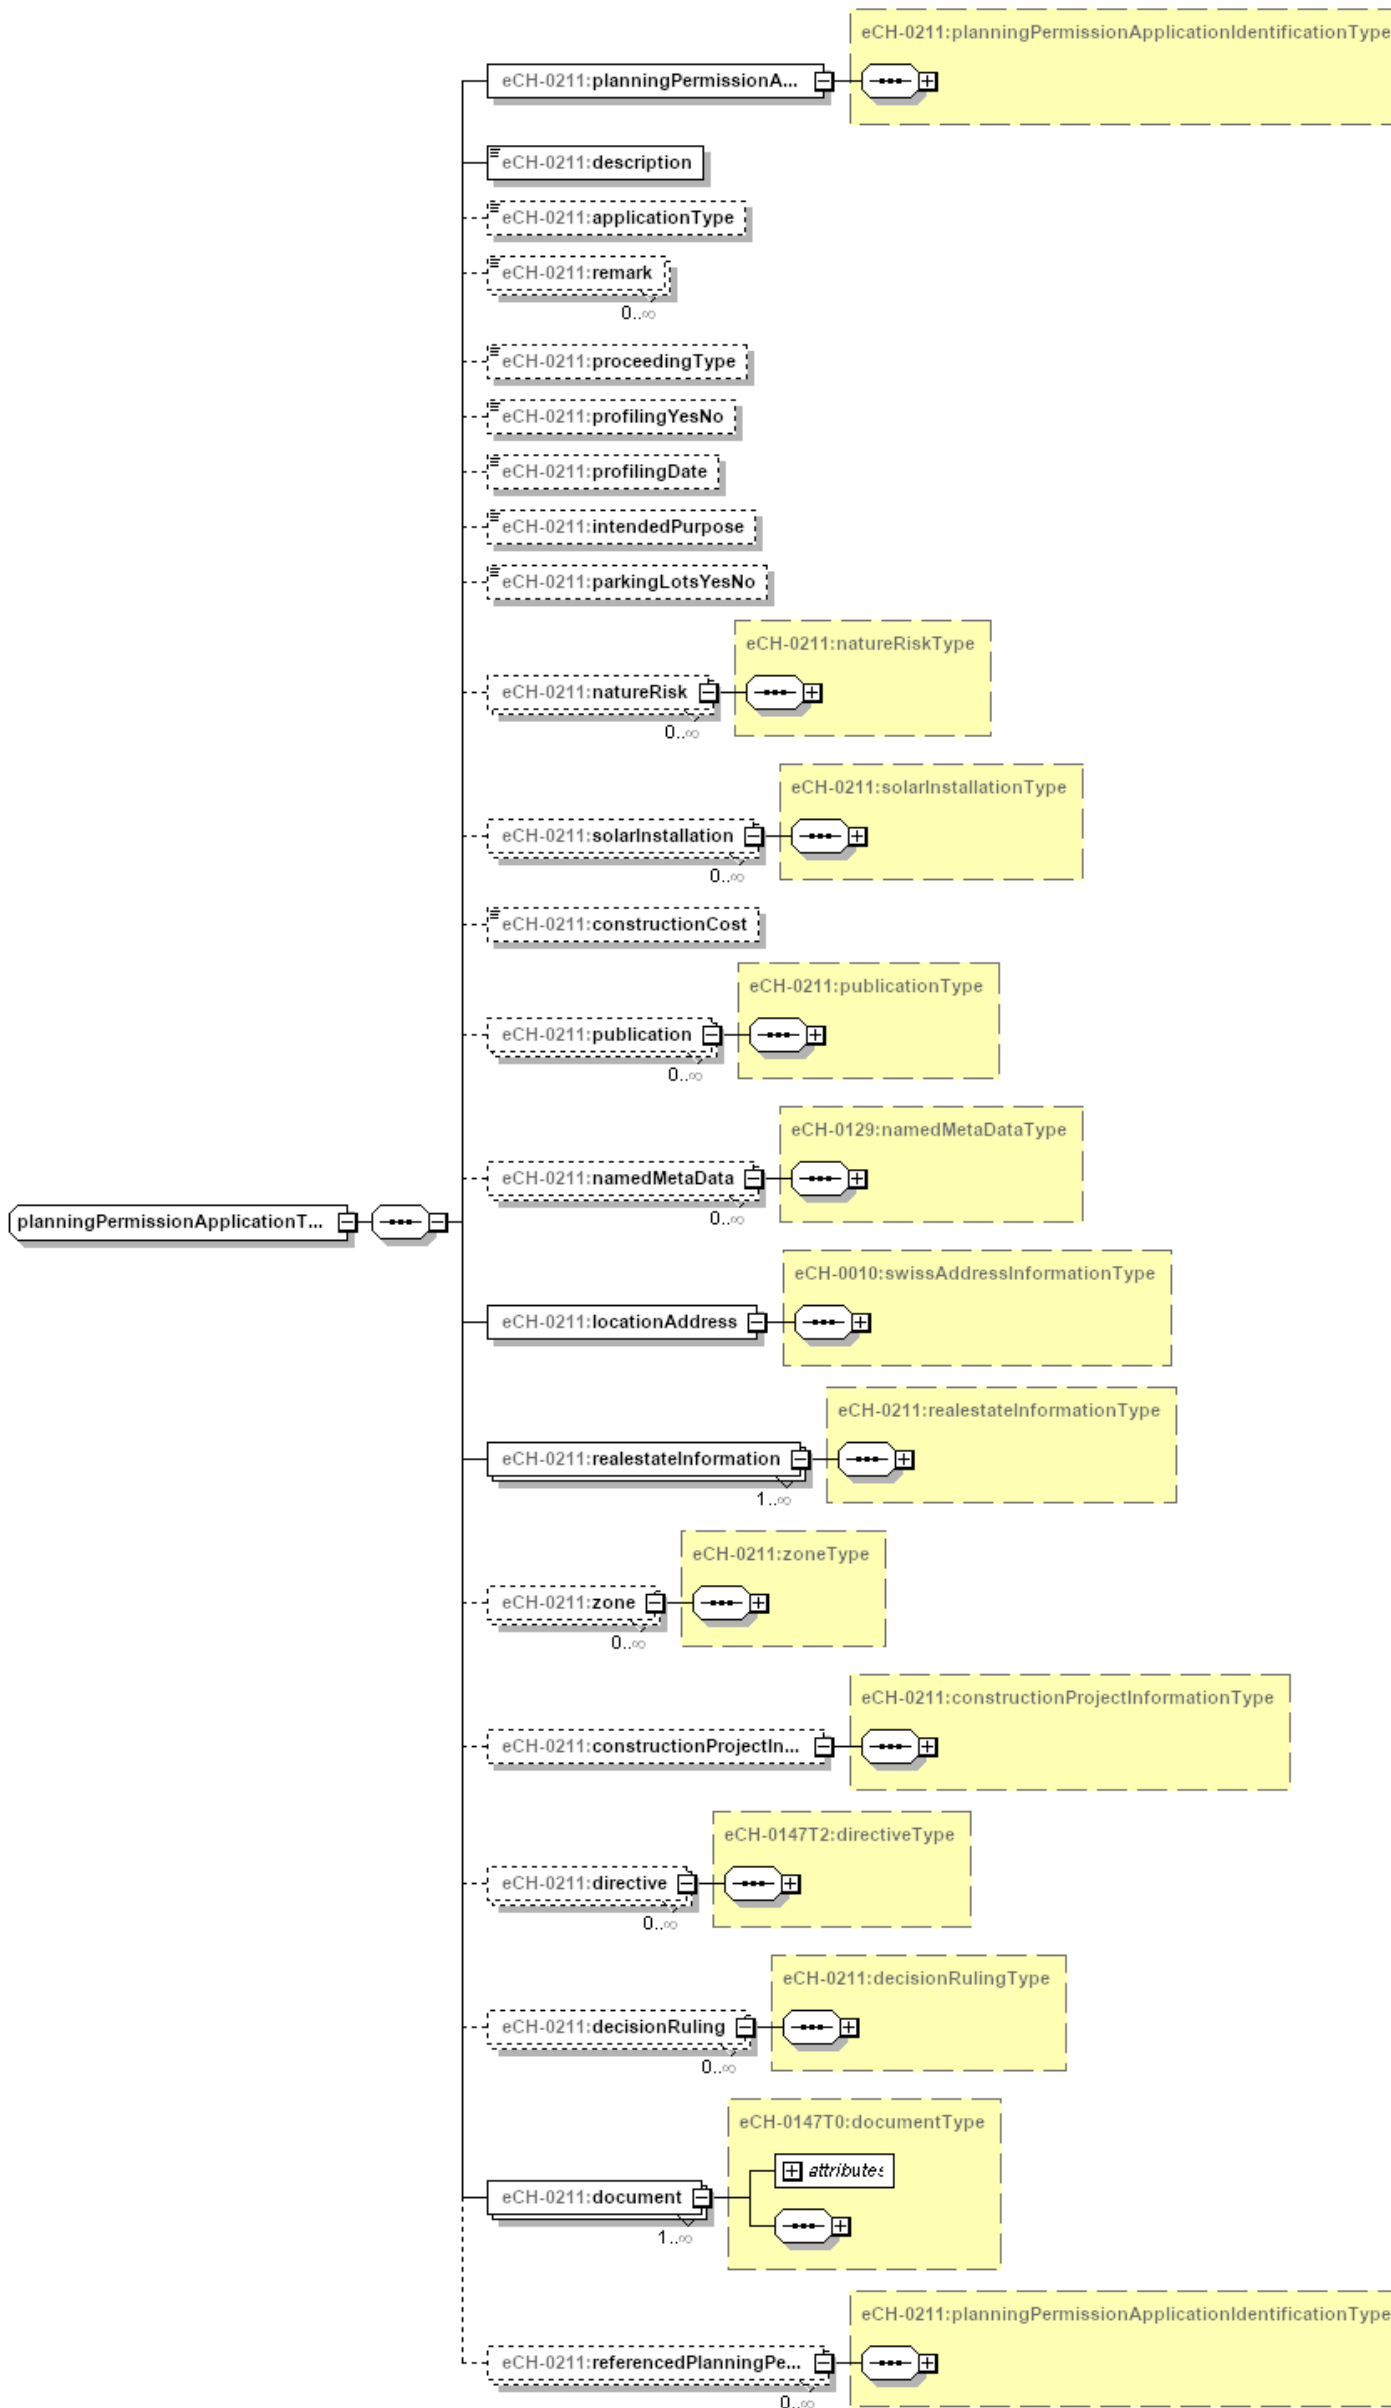 eCH-0211:planningPermissionApplicationIdentificationType
eCH-0211:planningPermissionA...
eCH-0211:description
eCH-0211:applicationType
eCH-0211:remark
0..∞
eCH-0211:proceedingType
eCH-0211:profilingYesNo
eCH-0211:profilingDate
eCH-0211:intendedPurpose
eCH-0211:parkingLotsYesNo
eCH-0211:natureRiskType
eCH-0211:natureRisk
0..∞
eCH-0211:solarInstallationType
eCH-0211:solarInstallation
0..∞
eCH-0211:constructionCost
eCH-0211:publicationType
eCH-0211:publication
0..∞
eCH-0129:namedMetaDataType
eCH-0211:namedMetaData
0..∞
planningPermissionApplicationT...
eCH-0010:swissAddressInformationType
eCH-0211:locationAddress
eCH-0211:realestateInformationType
eCH-0211:realestateInformation
1..∞
eCH-0211:zoneType
eCH-0211:zone
0..∞
eCH-0211:constructionProjectInformationType
eCH-0211:constructionProjectIn...
eCH-0147T2:directiveType
eCH-0211:directive
0..∞
eCH-0211:decisionRulingType
eCH-0211:decisionRuling
0..∞
eCH-0147T0:documentType
attributes
eCH-0211:document
1..∞
eCH-0211:planningPermissionApplicationIdentificationType
eCH-0211:referencedPlanningPe...
0..∞